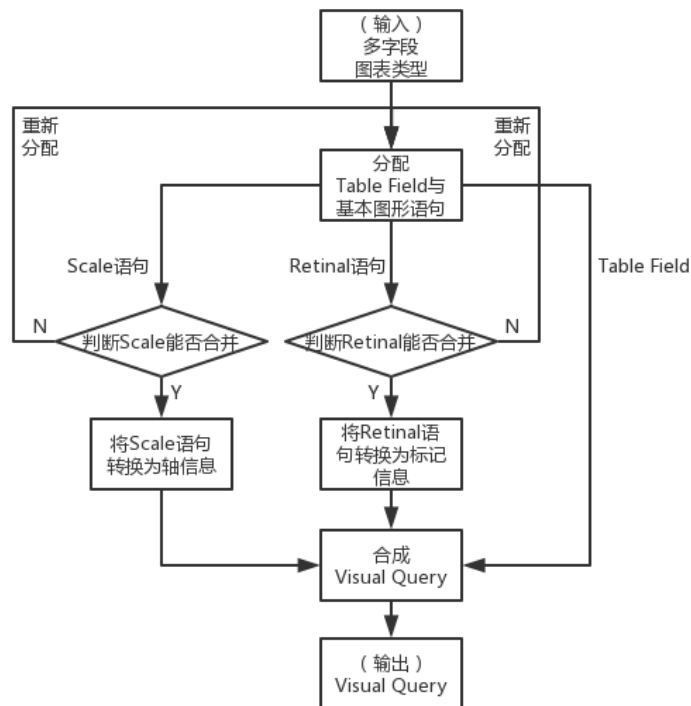 （输入）
多字段
图表类型
重新
分配
重新
分配
分配
Table Field与
基本图形语句
Scale语句
Retinal语句
Table Field
N
判断Scale能否合并
判断Retinal能否合并
N
Y
Y
将Scale语句
转换为轴信息
将Retinal语
句转换为标记
信息
合成
Visual Query
（输出）
Visual Query